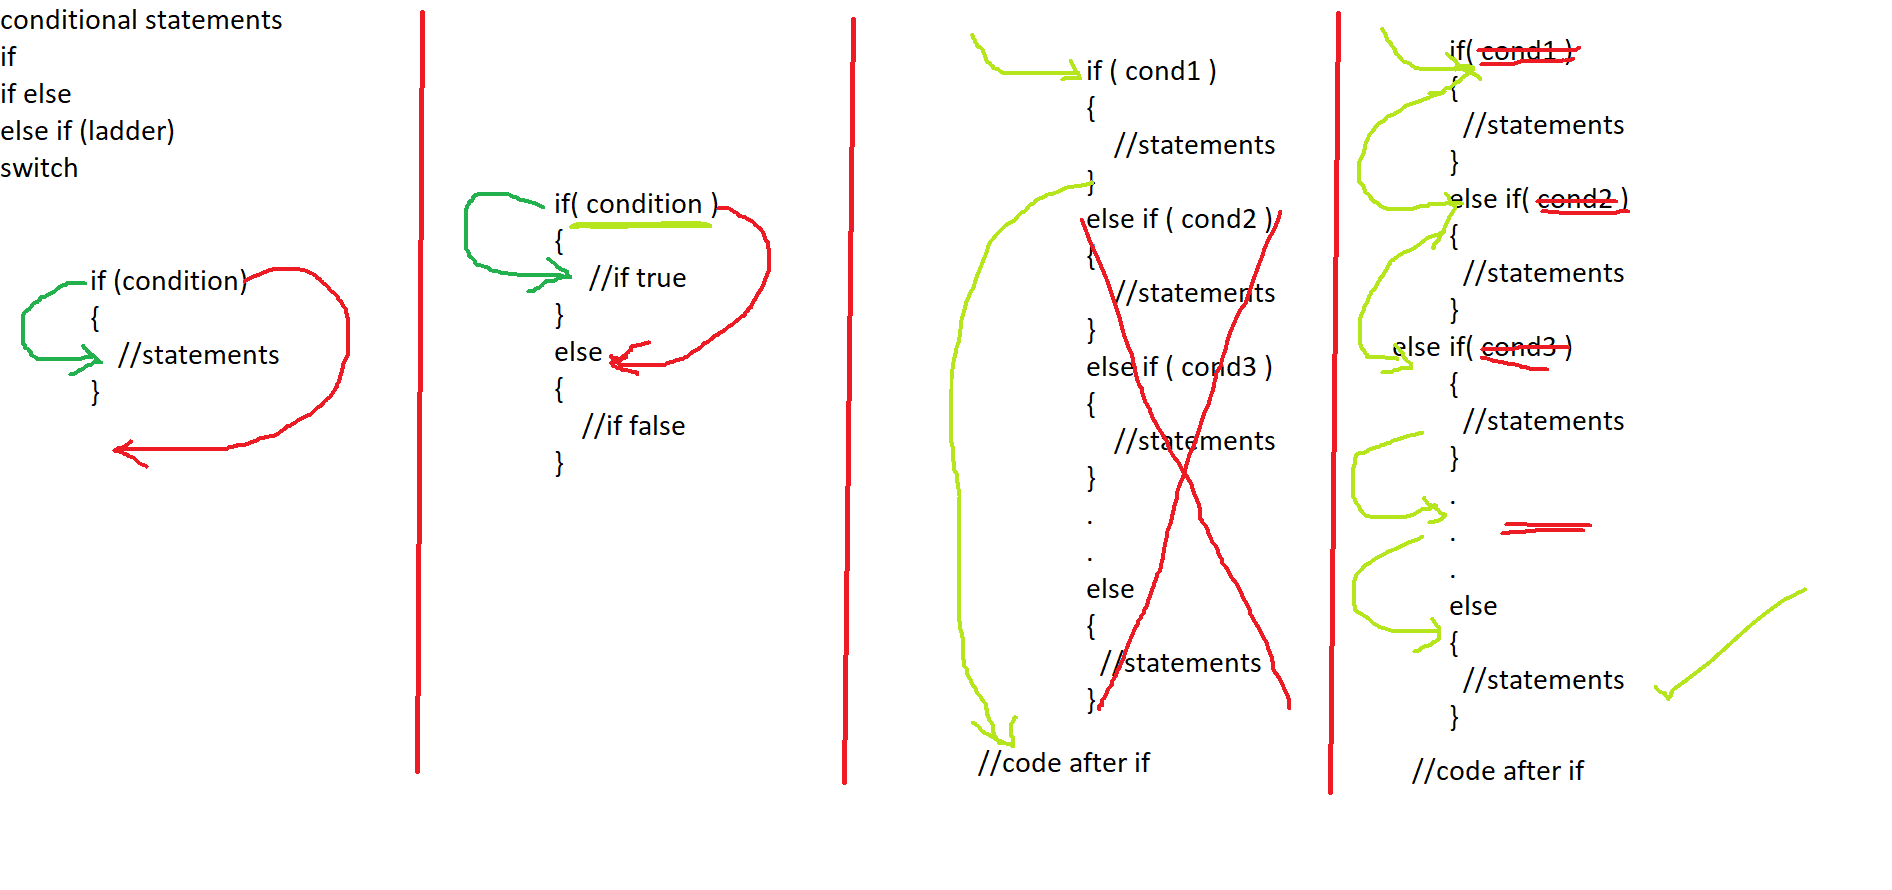 conditional statements
if
if else
else if (ladder)
switch
if (condition)
{
//statements
}
if( condition )
{
//if true
}
else
{
//if false
}
if ( cond1 )
{
//statements
}
else if ( cond2 )
{
//statements
}
else if ( cond3 )
{
//statements
}
.
.
else
{
//statements
}
//code after if
if( cond1 )
{
//statements
}
else if( cond2 )
{
//statements
}
else if( cond3 )
{
//statements
}
.
.
.
else
{
//statements
}
//code after if